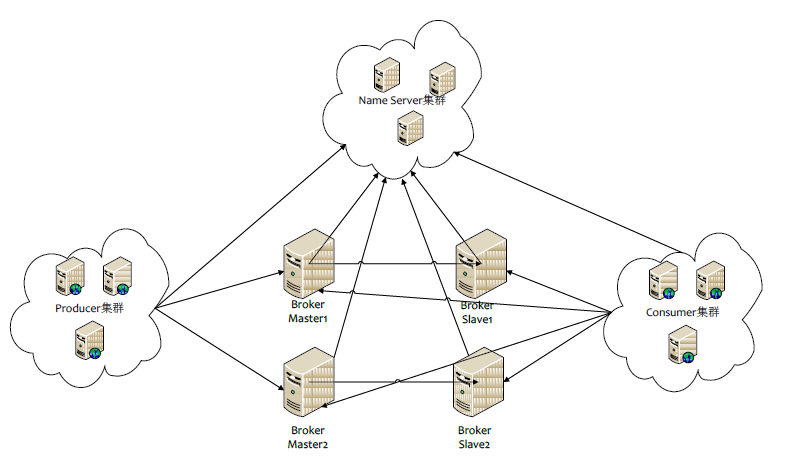 Name Server集群
Producer集群
Consumer集群
Broker
Master1
Broker
Slave1
Broker
Master2
Broker
Slave2